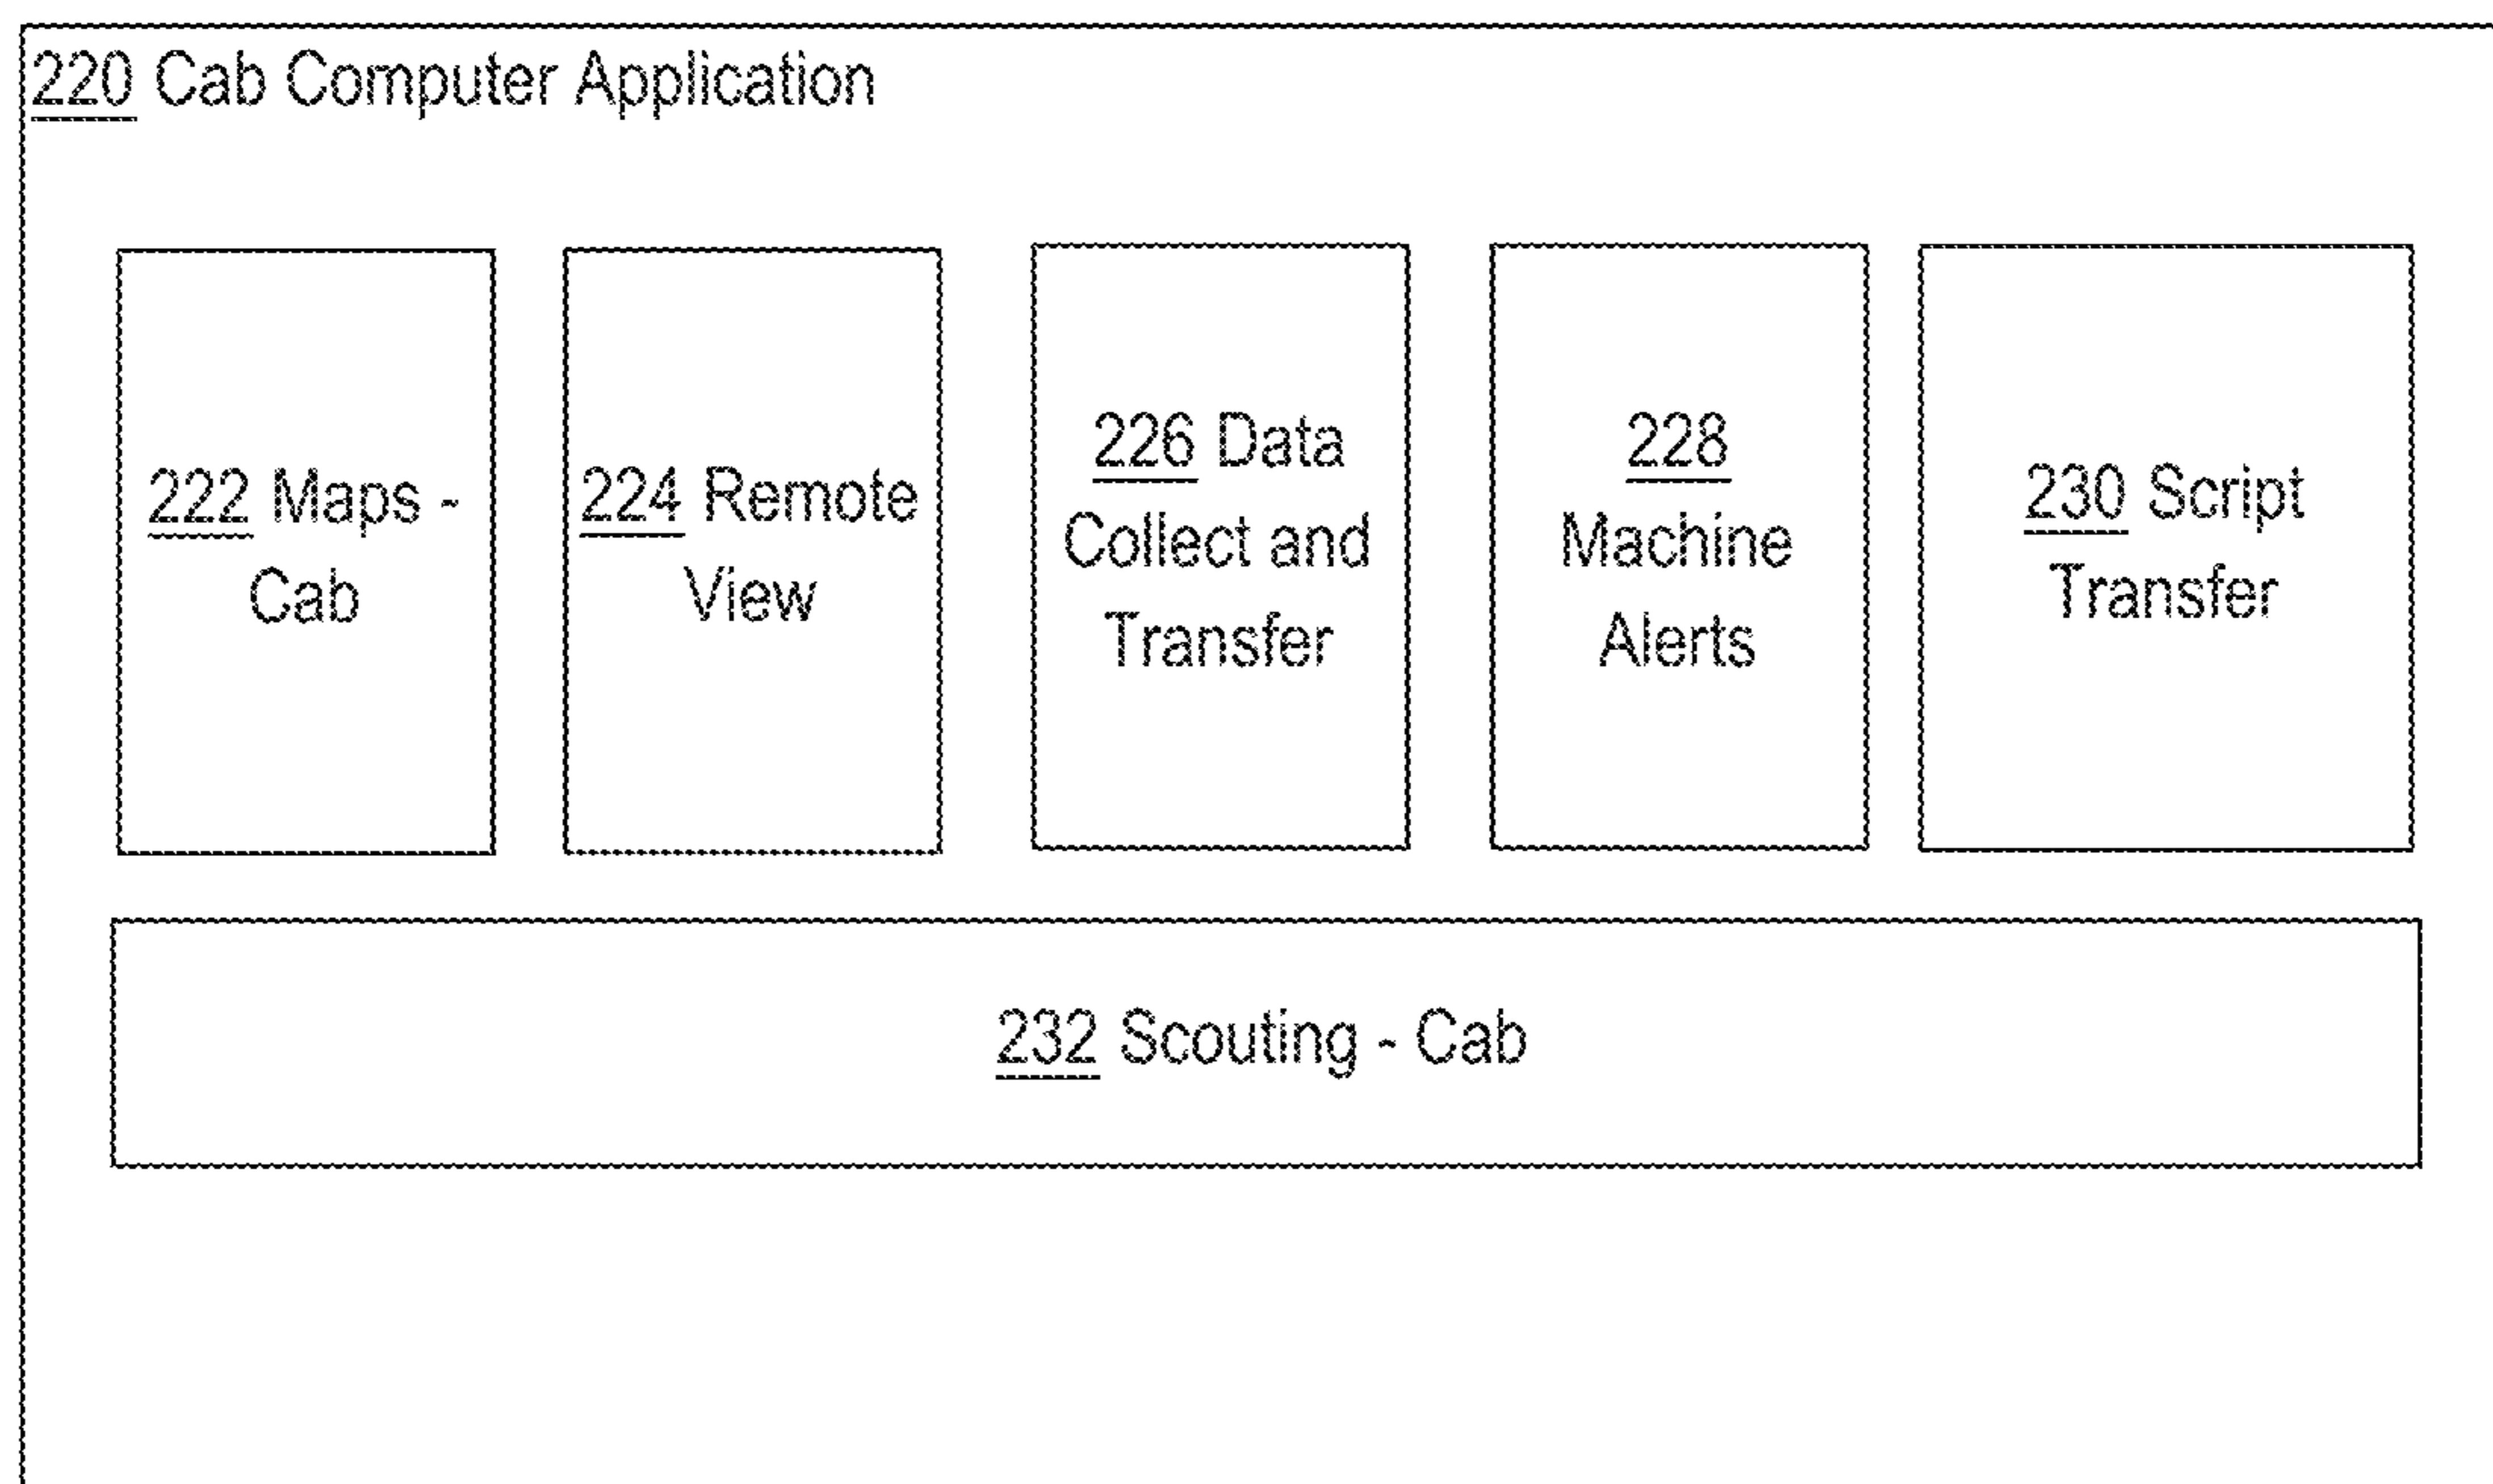 220 Cab Computer Application
222 Maps -
Cab
224 Remote
View
226 Data
Collect and
Transfer
228
Machine
Alerts
230 Script
Transfer
232 Scouting - Cab